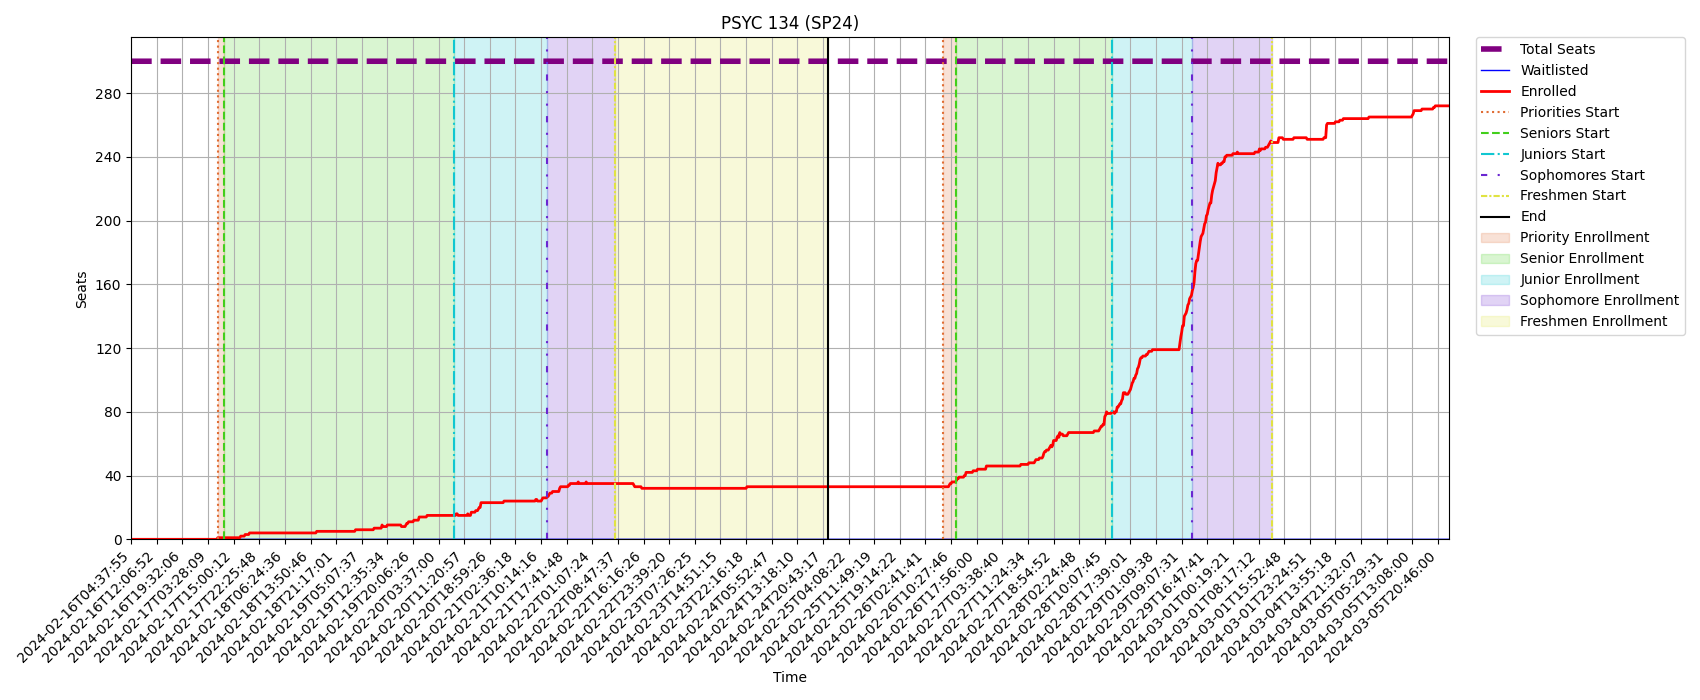 PSYC 134 (SP24)
Total Seats
Waitlisted
Enrolled
Priorities Start
Seniors Start
Juniors Start
Sophomores Start
Freshmen Start
End
Priority Enrollment
Senior Enrollment
Junior Enrollment
Sophomore Enrollment
Freshmen Enrollment
Seats
280
240
200
160
120
80
40
0
2024-02-16T04:37:55
2024-02-16T12:06:52
2024-02-16T19:32:06
2024-02-17T03:28:09
2024-02-17T15:00:12
2024-02-17T22:25:48
2024-02-18T06:24:36
2024-02-18T13:50:46
2024-02-18T21:17:01
2024-02-19T05:07:37
2024-02-19T12:35:34
2024-02-19T20:06:26
2024-02-20T03:37:00
2024-02-20T11:20:57
2024-02-20T18:59:26
2024-02-21T02:36:18
2024-02-21T10:14:16
2024-02-21T17:41:48
2024-02-22T01:07:24
2024-02-22T08:47:37
2024-02-22T16:16:26
2024-02-22T23:39:20
2024-02-23T07:26:25
2024-02-23T14:51:15
2024-02-23T22:16:18
2024-02-24T05:52:47
2024-02-24T13:18:10
2024-02-24T20:43:17
2024-02-25T04:08:22
2024-02-25T11:49:19
2024-02-25T19:14:22
2024-02-26T02:41:41
2024-02-26T10:27:46
2024-02-26T17:56:00
2024-02-27T03:38:40
2024-02-27T11:24:34
2024-02-27T18:54:52
2024-02-28T02:24:48
2024-02-28T10:07:45
2024-02-28T17:39:01
2024-02-29T01:09:38
2024-02-29T09:07:31
2024-02-29T16:47:41
2024-03-01T00:19:21
2024-03-01T08:17:12
2024-03-01T15:52:48
2024-03-01T23:24:51
2024-03-04T13:55:18
2024-03-04T21:32:07
2024-03-05T05:29:31
2024-03-05T13:08:00
2024-03-05T20:46:00
Time